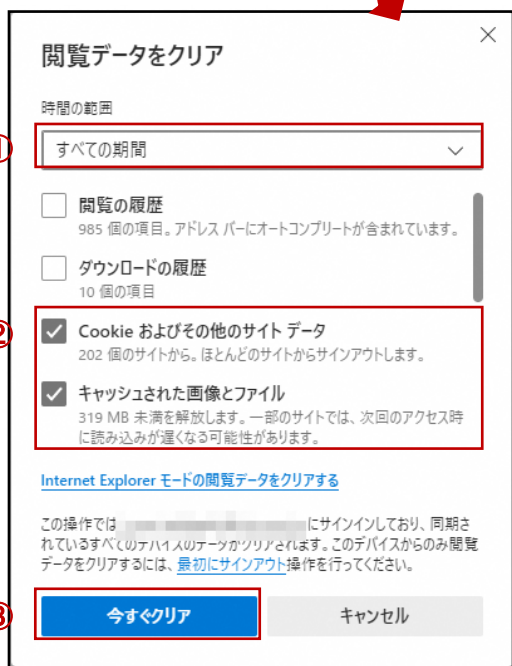 閲覧データをクリア
時間の範囲
①
すべての期間
閲覧の履歴
985 個の項目。アドレス バーにオートコンプリートが含まれています。
ダウンロードの履歴
10 個の項目
②
Cookie およびその他のサイト データ
202 個のサイトから。ほとんどのサイトからサインアウトします。
キャッシュされた画像とファイル
319 MB 未満を解放します。一部のサイトでは、次回のアクセス時
に読み込みが遅くなる可能性があります。
Internet Explorer モードの閲覧データをクリアする
この操作では にサインインしており、同期さ
れているすべてのデバイスのデータがクリアされます。このデバイスからのみ閲覧
データをクリアするには、最初にサインアウト操作を行ってください。
③
今すぐクリア
キャンセル